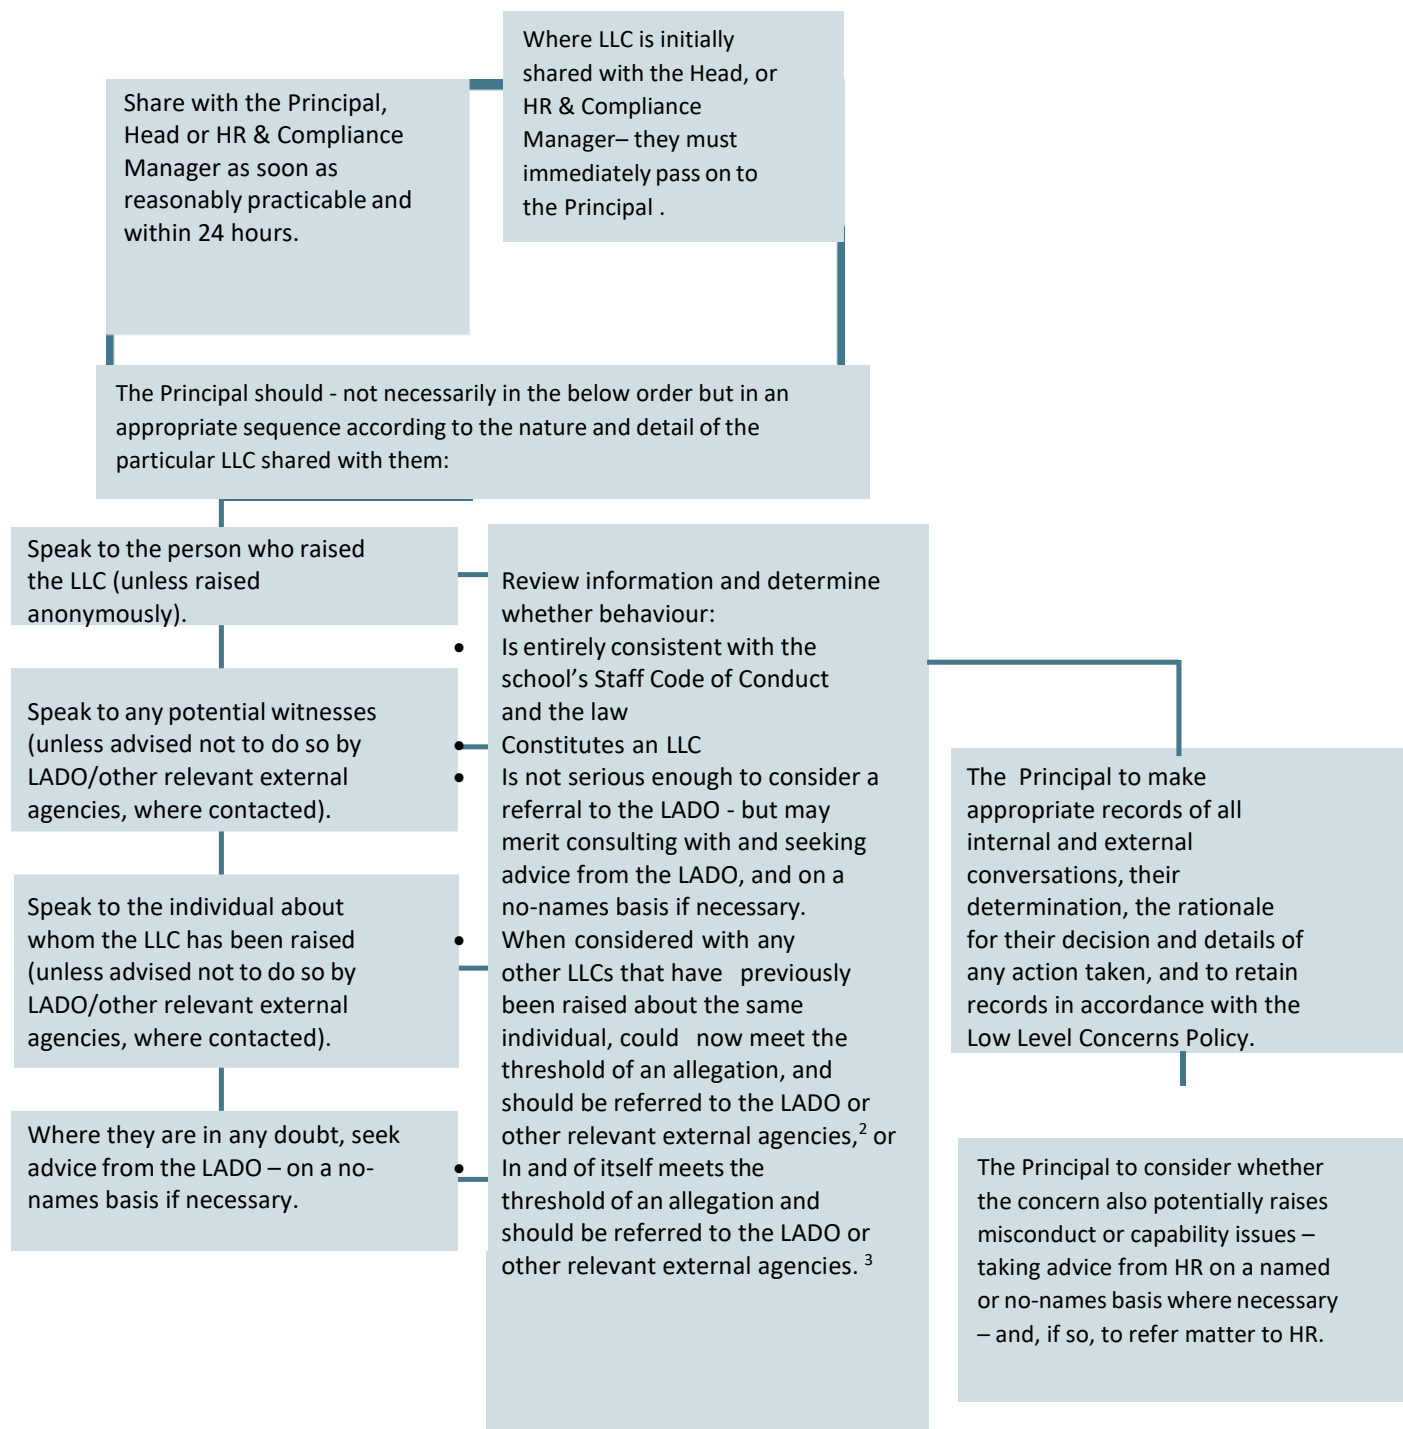 Share with the Principal,
Head or HR & Compliance
Manager as soon as
reasonably practicable and
within 24 hours.
Where LLC is initially
shared with the Head, or
HR & Compliance
Manager– they must
immediately pass on to
the Principal .
The Principal should - not necessarily in the below order but in an
appropriate sequence according to the nature and detail of the
particular LLC shared with them:
Speak to the person who raised
the LLC (unless raised
anonymously).
Speak to any potential witnesses
(unless advised not to do so by
LADO/other relevant external
agencies, where contacted).
Speak to the individual about
whom the LLC has been raised
(unless advised not to do so by
LADO/other relevant external
agencies, where contacted).
Where they are in any doubt, seek
advice from the LADO – on a no-
names basis if necessary.
Review information and determine
whether behaviour:
• Is entirely consistent with the
school’s Staff Code of Conduct
and the law
• Constitutes an LLC
• Is not serious enough to consider a
referral to the LADO - but may
merit consulting with and seeking
advice from the LADO, and on a
no-names basis if necessary.
• When considered with any
other LLCs that have previously
been raised about the same
individual, could now meet the
threshold of an allegation, and
should be referred to the LADO or
other relevant external agencies,2 or
• In and of itself meets the
threshold of an allegation and
should be referred to the LADO or
other relevant external agencies. 3
The Principal to make
appropriate records of all
internal and external
conversations, their
determination, the rationale
for their decision and details of
any action taken, and to retain
records in accordance with the
Low Level Concerns Policy.
The Principal to consider whether
the concern also potentially raises
misconduct or capability issues –
taking advice from HR on a named
or no-names basis where necessary
– and, if so, to refer matter to HR.